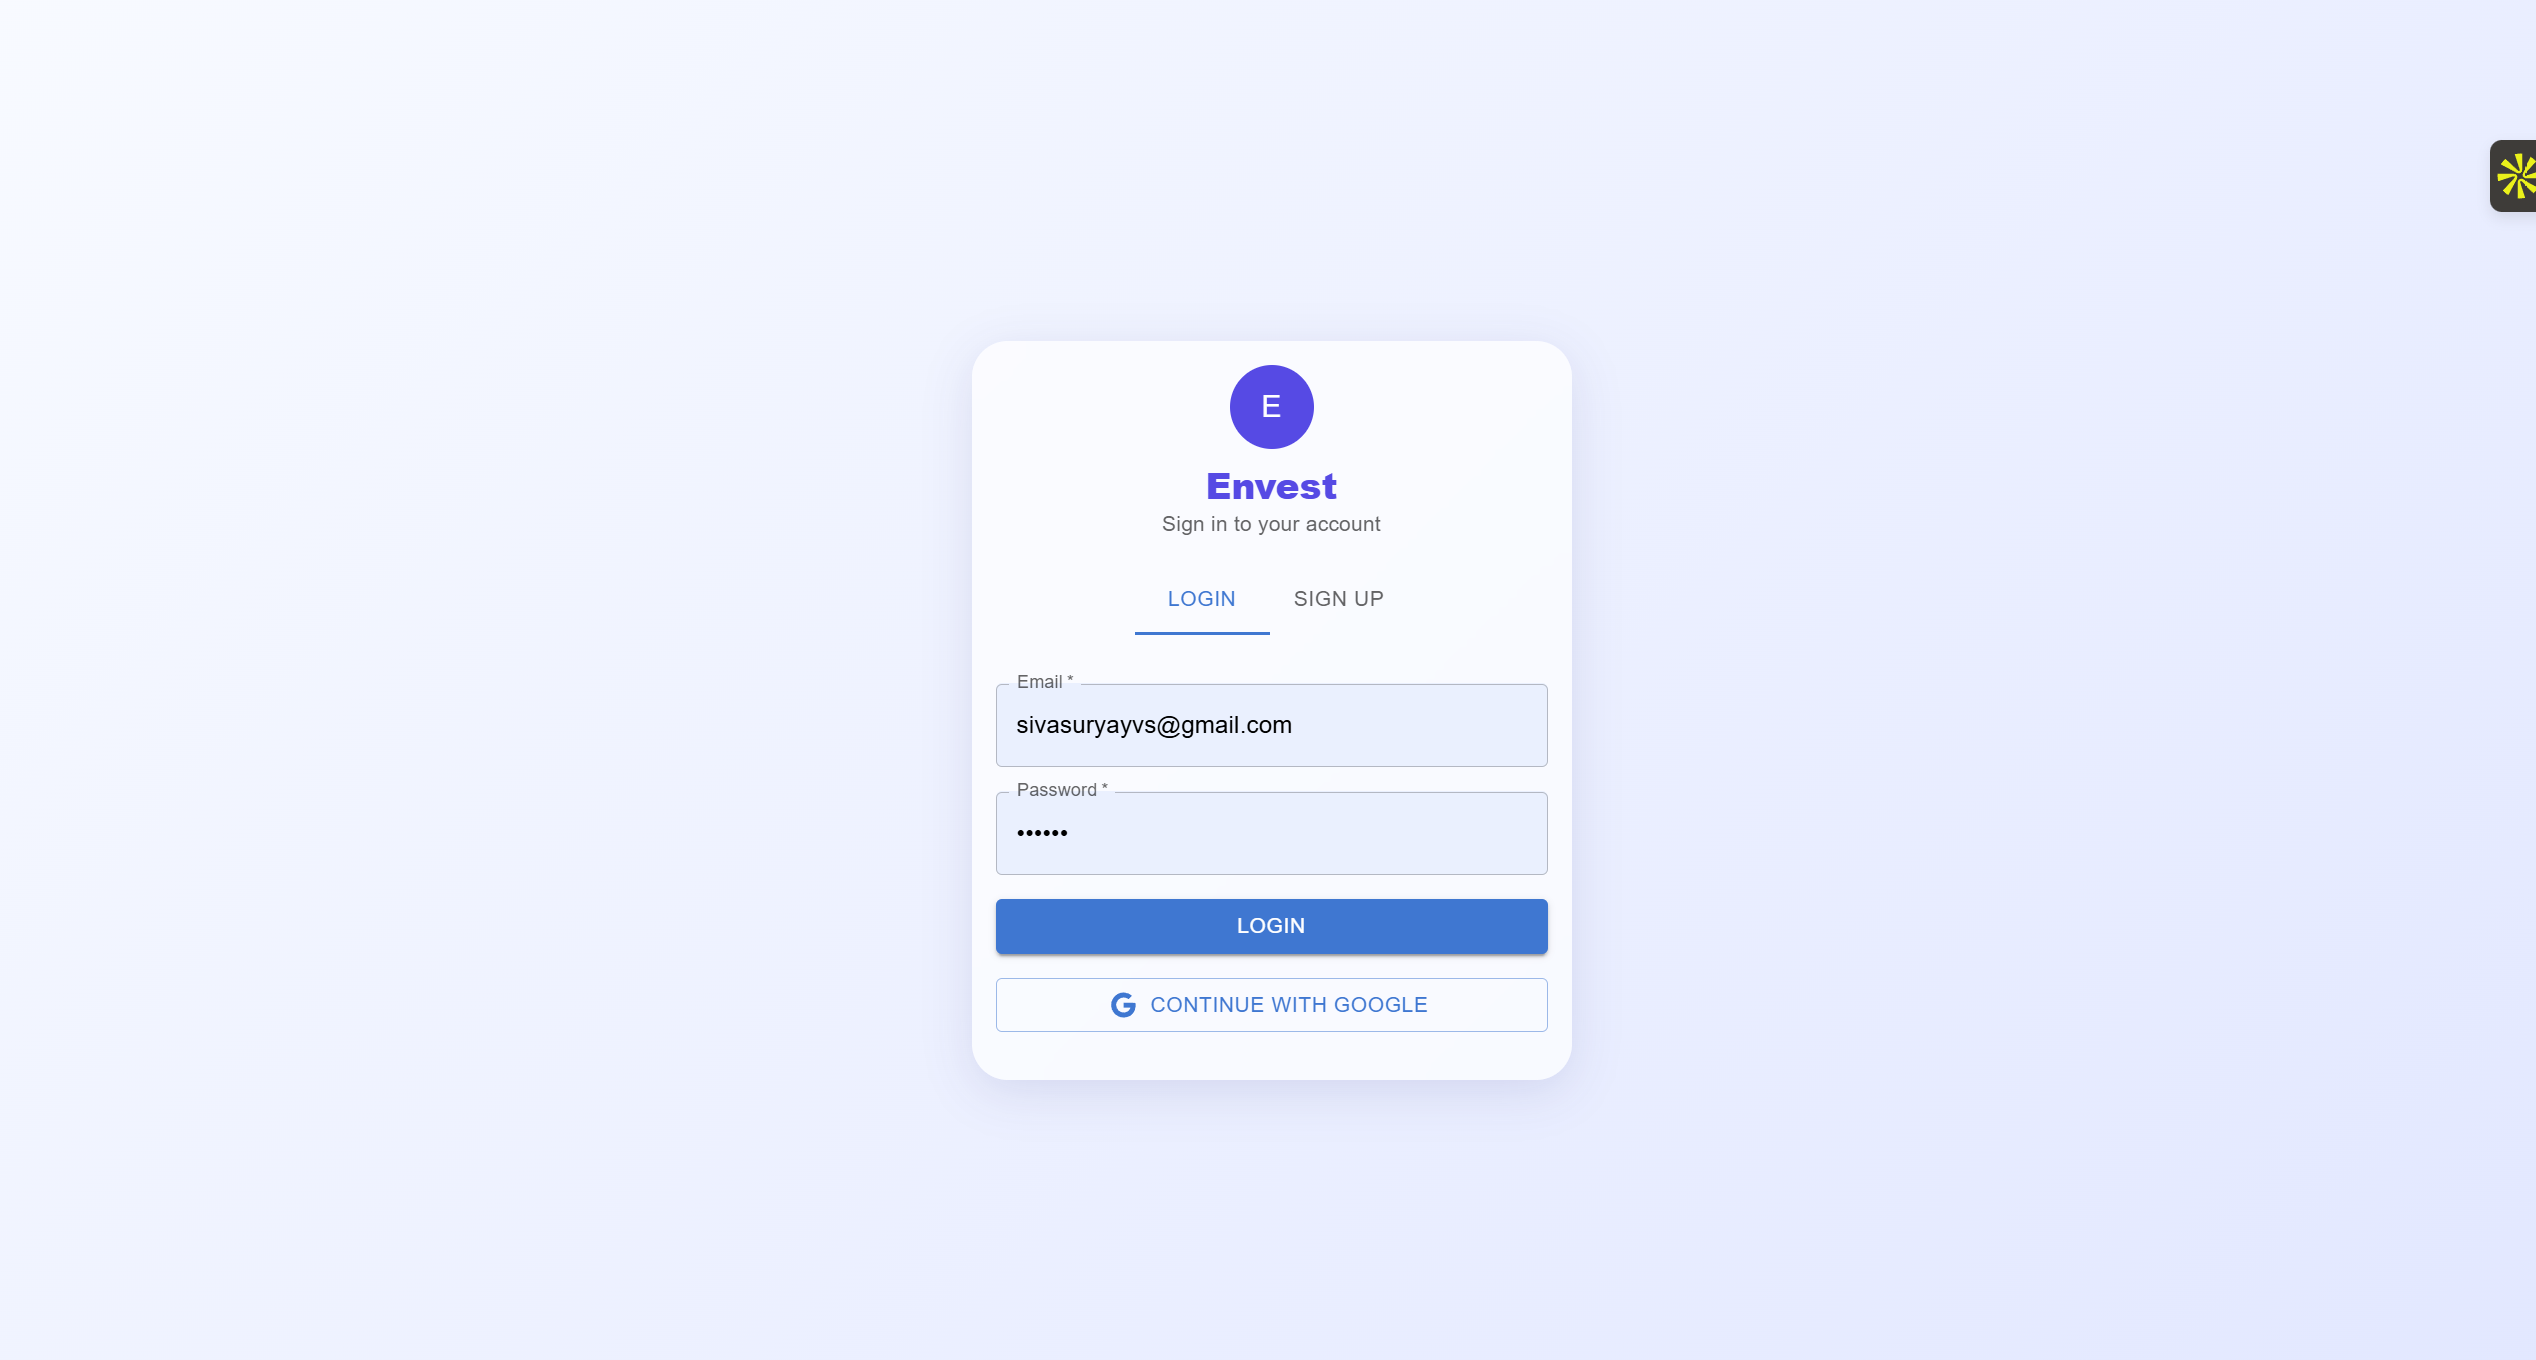 E
Envest
Sign in to your account
LOGIN SIGN UP
Email *
sivasuryayvs@gmail.com
Password *
••••••
LOGIN
CONTINUE WITH GOOGLE